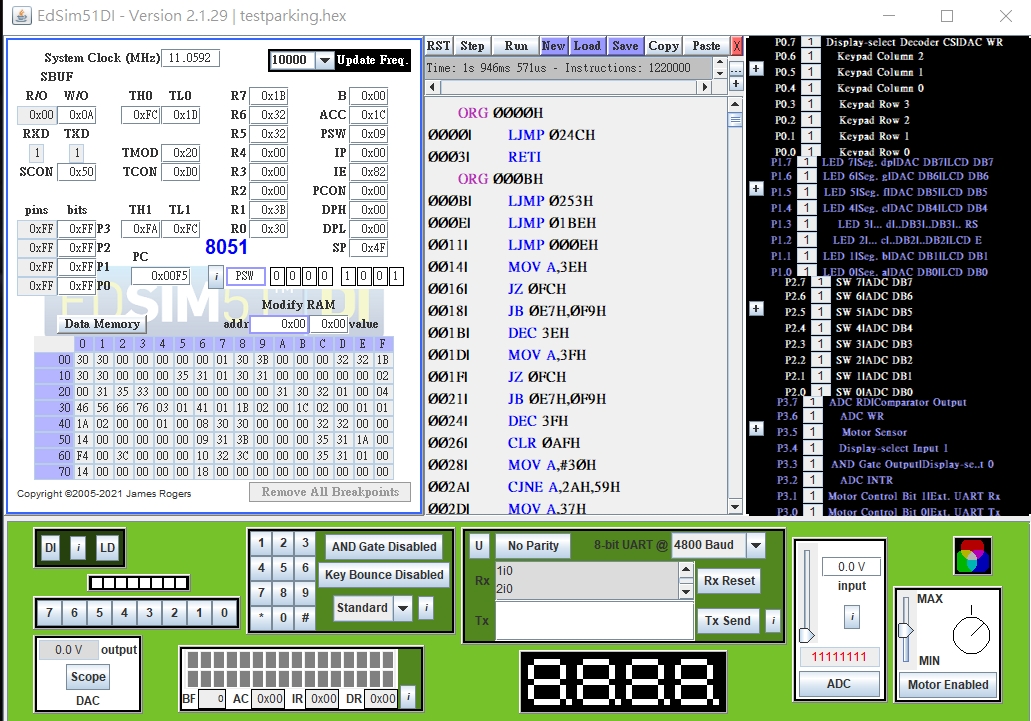 EdSim51DI - Version 2.1.29 | testparking.hex
System Clock (MHz) 11.0592
10000 Update Freq.
SBUF
R/O W/O
0x00 0x0A
RXD TXD
1 1
SCON 0x50
TH0 TL0
0xFC 0x1D
TMOD 0x20
TCON 0xD0
TH1 TL1
0xFA 0xFC
pins bits
0xFF 0xFF P3
0xFF 0xFF P2
0xFF 0xFF P1
0xFF 0xFF P0
R7 0x1B
R6 0x32
R5 0x32
R4 0x00
R3 0x00
R2 0x00
R1 0x3B
R0 0x30
B 0x00
ACC 0x1C
PSW 0x09
IP 0x00
IE 0x82
PCON 0x00
DPH 0x00
DPL 0x00
SP 0x4F
8051
PC
0x00F5
i PSW 0 0 0 0 1 0 0 1
EDSIM51 DI
Modify RAM
Data Memory addr 0x00 0x00 value
0 1 2 3 4 5 6 7 8 9 A B C D E F
00 30 30 00 00 00 00 00 01 30 3B 00 00 00 32 32 1B
10 30 30 00 00 00 35 31 01 30 31 00 00 00 00 00 02
20 00 31 35 33 00 00 00 00 00 00 31 30 32 01 00 04
30 46 56 66 76 03 01 41 01 1B 02 00 1C 02 00 01 01
40 1A 02 00 00 01 00 08 30 30 00 00 00 32 32 00 00
50 14 00 00 00 00 00 09 31 3B 00 00 00 35 31 1A 00
60 F4 00 3C 00 00 00 10 32 3C 00 00 00 35 31 00 00
70 14 00 00 00 00 00 18 00 00 00 00 00 00 00 00 00
Copyright ©2005-2021 James Rogers
Remove All Breakpoints
RST Step Run New Load Save Copy Paste X
Time: 1s 946ms 571us - Instructions: 1220000
...
+
ORG 0000H
0000| LJMP 024CH
0003| RETI
ORG 000BH
000B| LJMP 0253H
000E| LJMP 01BEH
0011| LJMP 000EH
0014| MOV A,3EH
0016| JZ 0FCH
0018| JB 0E7H,0F9H
001B| DEC 3EH
001D| MOV A,3FH
001F| JZ 0FCH
0021| JB 0E7H,0F9H
0024| DEC 3FH
0026| CLR 0AFH
0028| MOV A,#30H
002A| CJNE A,2AH,59H
002D| MOV A,37H
P0.7 1 Display-select Decoder CS|DAC WR
P0.6 1 Keypad Column 2
P0.5 1 Keypad Column 1
P0.4 1 Keypad Column 0
P0.3 1 Keypad Row 3
P0.2 1 Keypad Row 2
P0.1 1 Keypad Row 1
P0.0 1 Keypad Row 0
P1.7 1 LED 7|Seg. dp|DAC DB7|LCD DB7
P1.6 1 LED 6|Seg. g|DAC DB6|LCD DB6
P1.5 1 LED 5|Seg. f|DAC DB5|LCD DB5
P1.4 1 LED 4|Seg. e|DAC DB4|LCD DB4
P1.3 1 LED 3|... d|..DB3|..DB3|.. RS
P1.2 1 LED 2|... c|..DB2|..DB2|LCD E
P1.1 1 LED 1|Seg. b|DAC DB1|LCD DB1
P1.0 1 LED 0|Seg. a|DAC DB0|LCD DB0
P2.7 1 SW 7|ADC DB7
P2.6 1 SW 6|ADC DB6
P2.5 1 SW 5|ADC DB5
P2.4 1 SW 4|ADC DB4
P2.3 1 SW 3|ADC DB3
P2.2 1 SW 2|ADC DB2
P2.1 1 SW 1|ADC DB1
P2.0 1 SW 0|ADC DB0
P3.7 1 ADC RD|Comparator Output
P3.6 1 ADC WR
P3.5 1 Motor Sensor
P3.4 1 Display-select Input 1
P3.3 1 AND Gate Output|Display-se..t 0
P3.2 1 ADC INTR
P3.1 1 Motor Control Bit 1|Ext. UART Rx
P3.0 1 Motor Control Bit 0|Ext. UART Tx
DI i LD
7 6 5 4 3 2 1 0
0.0 V output
Scope
DAC
1 2 3
4 5 6
7 8 9
* 0 #
AND Gate Disabled
Key Bounce Disabled
Standard i
BF 0 AC 0x00 IR 0x00 DR 0x00 i
U No Parity 8-bit UART @ 4800 Baud
Rx 1i0
2i0
Rx Reset
Tx
Tx Send i
8.8.8.8.
0.0 V
input
i
11111111
ADC
MAX
MIN
Motor Enabled